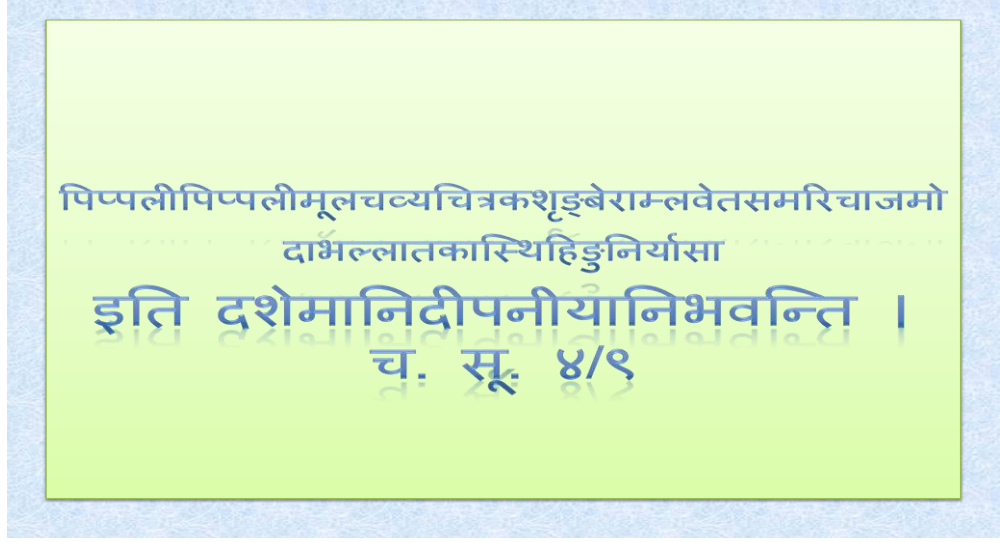 पिप्पलीपिप्पलीमूलचव्यचित्रकशृङ्बेराम्लवेतसमरिचाजमो
दाभल्लातकास्थिहिङुनिर्यासा
इति दशेमानिदीपनीयानिभवन्ति ।
च. सू. ४/९